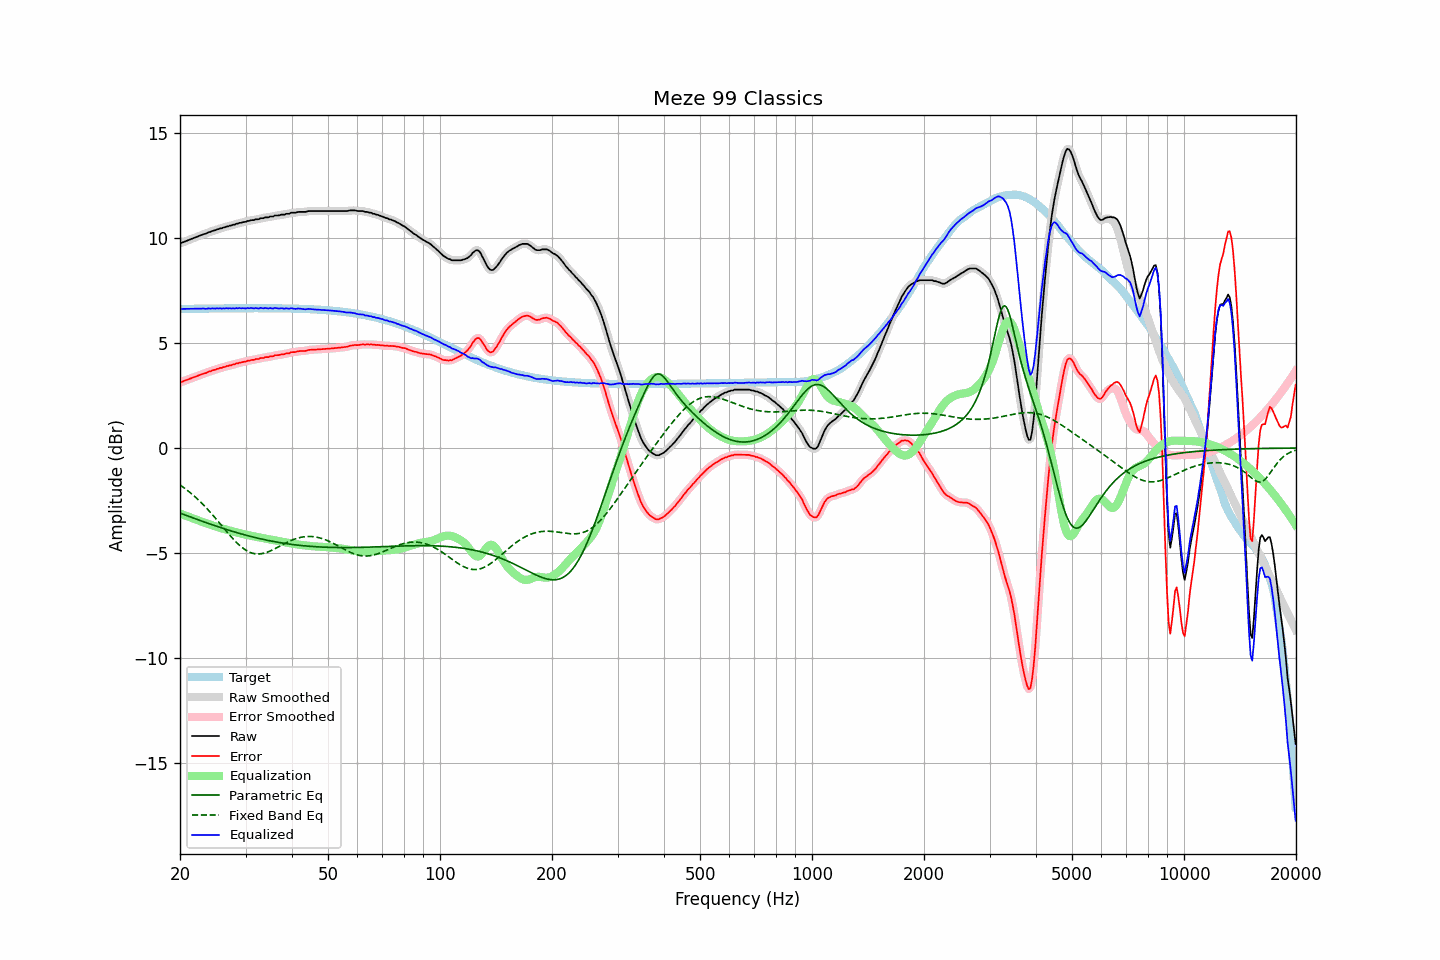 Meze 99 Classics
Amplitude (dBr)
15
10
5
0
−5
−10
−15
Target
Raw Smoothed
Error Smoothed
Raw
Error
Equalization
Parametric Eq
Fixed Band Eq
Equalized
20 50 100 200 500 1000 2000 5000 10000 20000
Frequency (Hz)